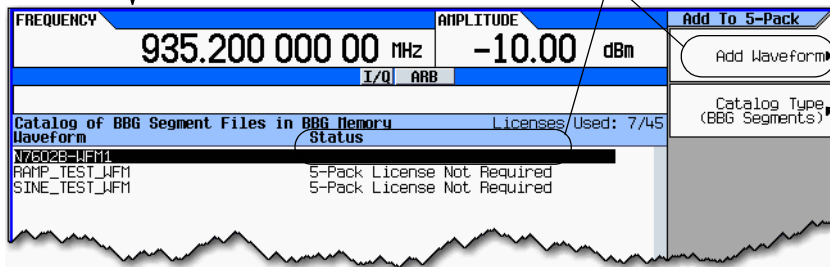 FREQUENCY
AMPLITUDE
935.200 000 00 MHz
-10.00 dBm
I/Q ARB
Catalog of BBG Segment Files in BBG Memory Licenses Used: 7/45
Waveform Status
N7602B-WFM1
RAMP_TEST_WFM 5-Pack License Not Required
SINE_TEST_WFM 5-Pack License Not Required
Add To 5-Pack
Add Waveform
Catalog Type
(BBG Segments)